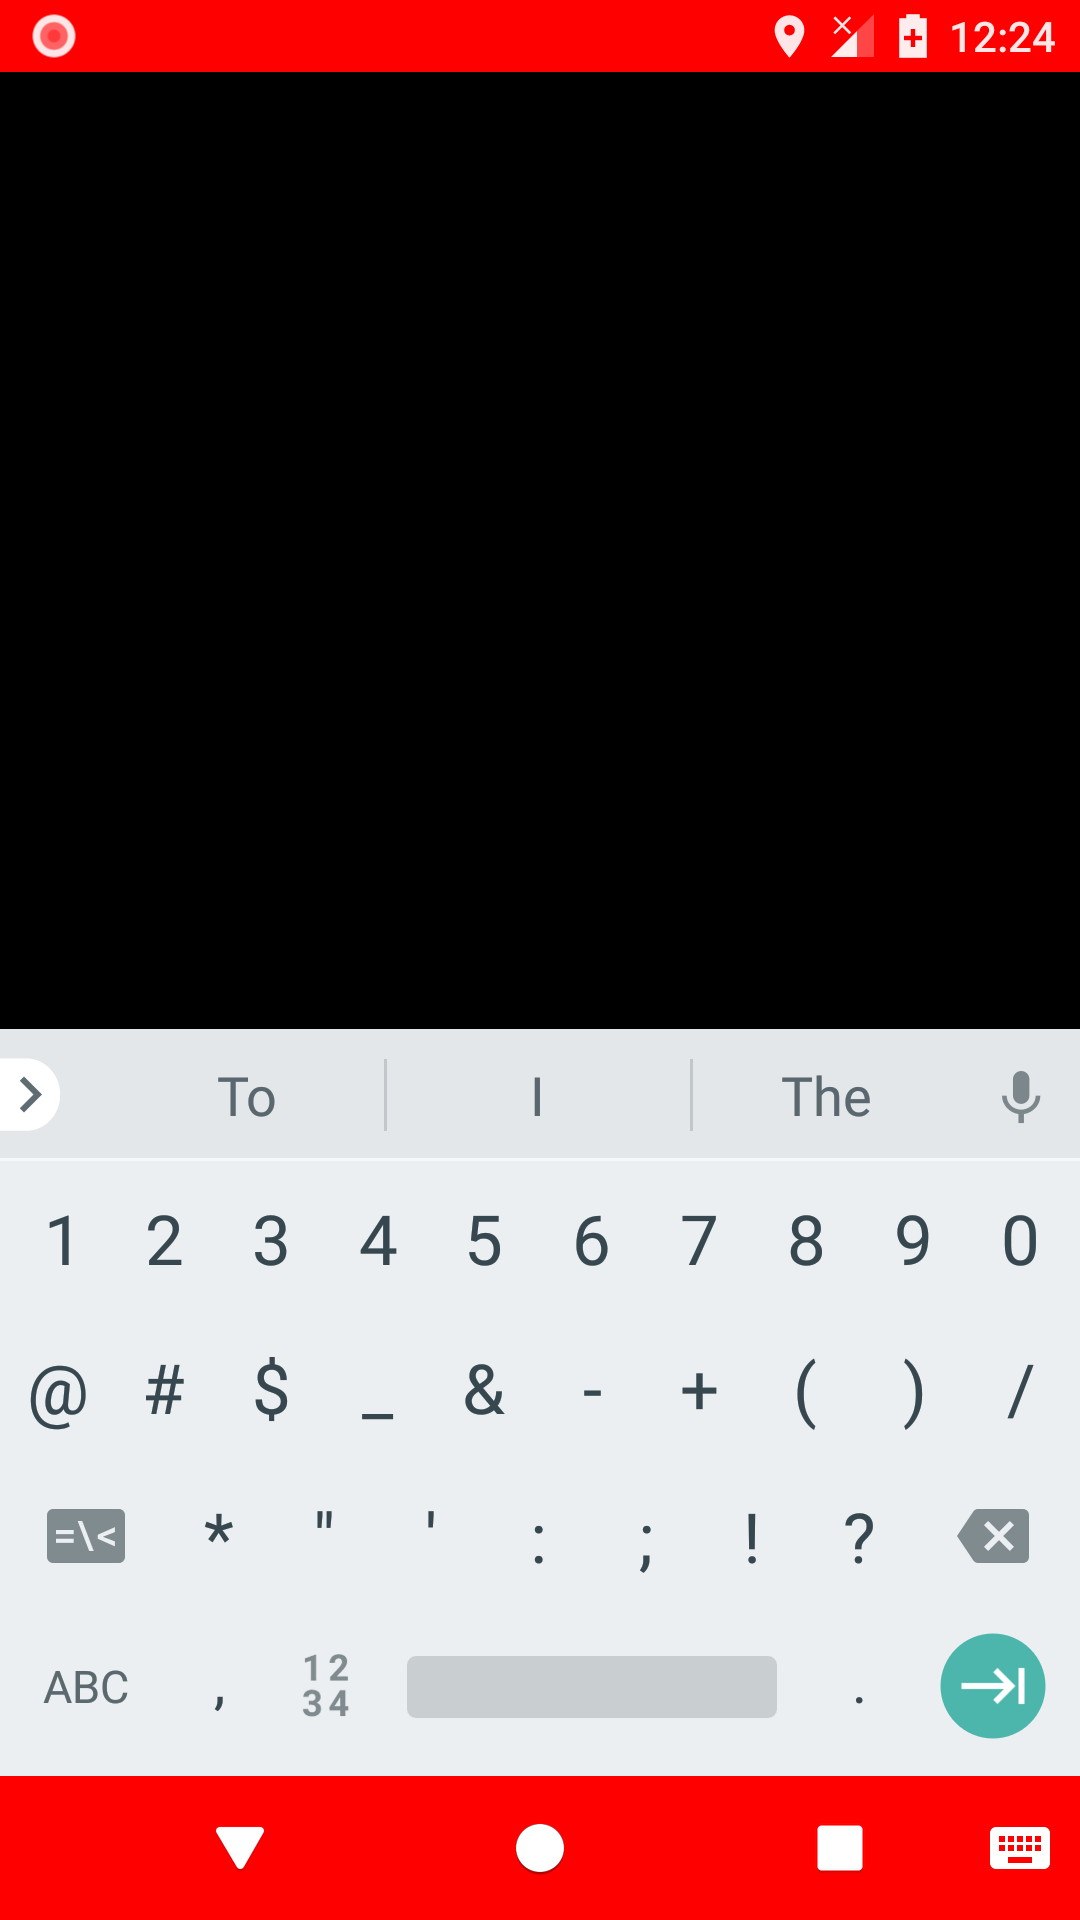 12:24
To I The
1 2 3 4 5 6 7 8 9 0
@ # $ _ & - + ( ) /
=\< * " ' : ; ! ?
ABC , 12 34 .